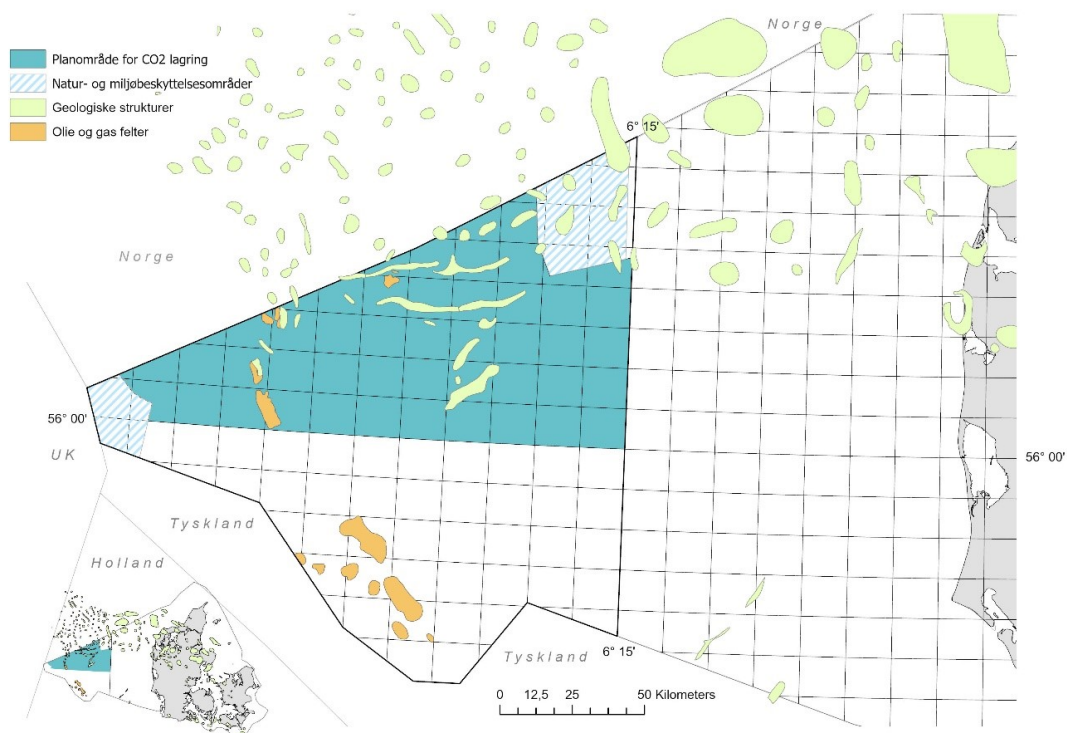 Norge
Planområde for CO2 lagring
Natur- og miljøbeskyttelsesområder
Geologiske strukturer
Olie og gas felter
6° 15'
Norge
56° 00'
UK
56° 00'
Tyskland
Holland
6° 15'
Tyskland
0 12,5 25 50 Kilometers